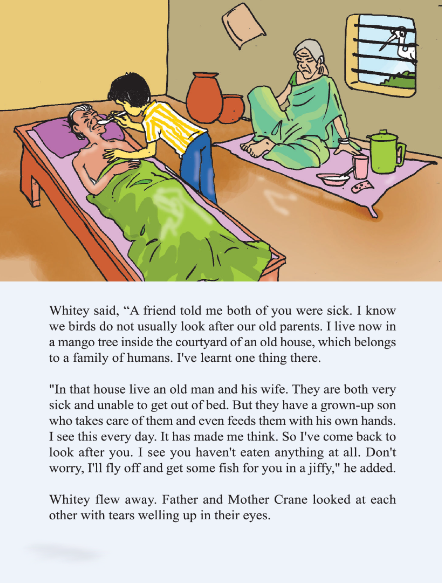 Whitey said, “A friend told me both of you were sick. I know
we birds do not usually look after our old parents. I live now in
a mango tree inside the courtyard of an old house, which belongs
to a family of humans. I've learnt one thing there.
"In that house live an old man and his wife. They are both very
sick and unable to get out of bed. But they have a grown-up son
who takes care of them and even feeds them with his own hands.
I see this every day. It has made me think. So I've come back to
look after you. I see you haven't eaten anything at all. Don't
worry, I'll fly off and get some fish for you in a jiffy," he added.
Whitey flew away. Father and Mother Crane looked at each
other with tears welling up in their eyes.